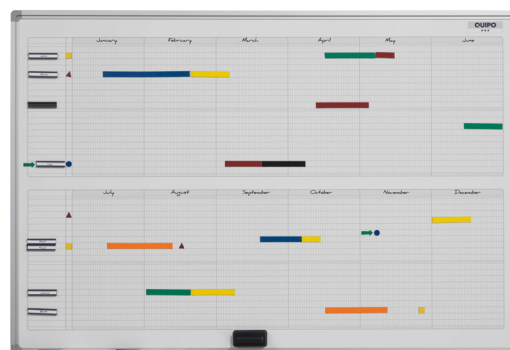 QUIPO
January February March April May June
July August September October November December